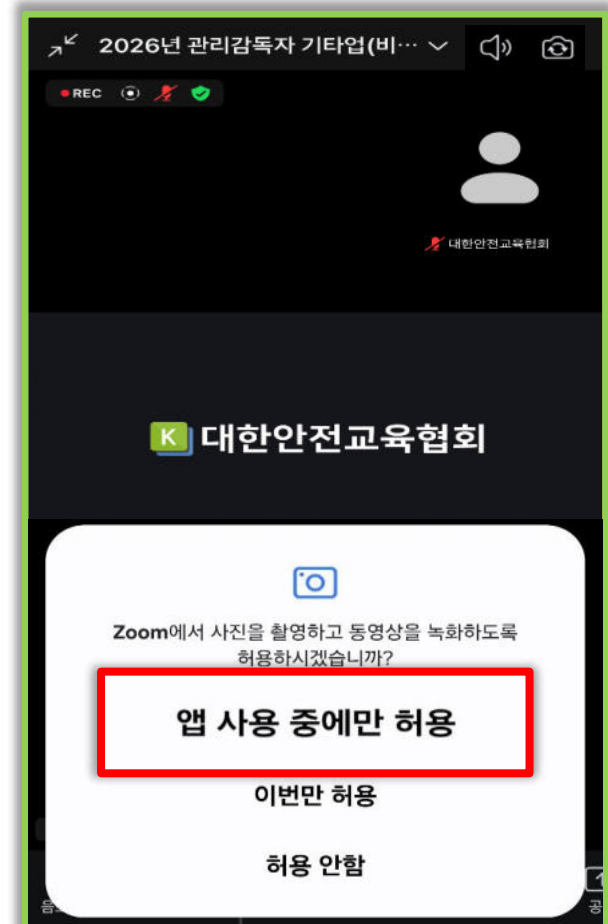 2026년 관리감독자 기타업(비…
REC
대한안전교육협회
K 대한안전교육협회
Zoom에서 사진을 촬영하고 동영상을 녹화하도록
허용하시겠습니까?
앱 사용 중에만 허용
이번만 허용
허용 안함
음
공